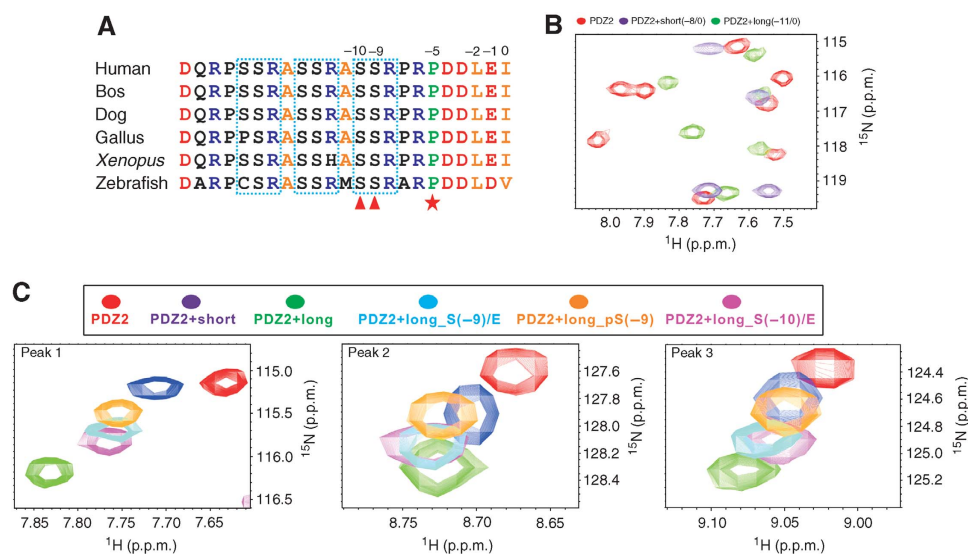 A
−10 −9 −5 −2 −1 0
Human DQRPSSRASSRASSRPRPDDLEI
Bos DQRPSSRASSRASSRPRPDDLEI
Dog DQRPSSRASSRASSRPRPDDLEI
Gallus DQRPPSRASSRASSRPRPDDLEI
Xenopus DQRPSSRASSHASSRPRPDDLEI
Zebrafish DARPCSRASSRMSSRARPDDLDV
B
PDZ2 PDZ2+short(−8/0) PDZ2+long(−11/0)
115
116
117
118
119
15N (p.p.m.)
8.0 7.9 7.8 7.7 7.6 7.5
1H (p.p.m.)
C
PDZ2 PDZ2+short PDZ2+long PDZ2+long_S(−9)/E PDZ2+long_pS(−9) PDZ2+long_S(−10)/E
Peak 1
115.0
115.5
116.0
116.5
15N (p.p.m.)
7.85 7.80 7.75 7.70 7.65
1H (p.p.m.)
Peak 2
127.6
128.0
128.0
128.4
15N (p.p.m.)
8.75 8.70 8.65
1H (p.p.m.)
Peak 3
124.4
124.8
125.0
125.2
15N (p.p.m.)
9.10 9.05 9.00
1H (p.p.m.)